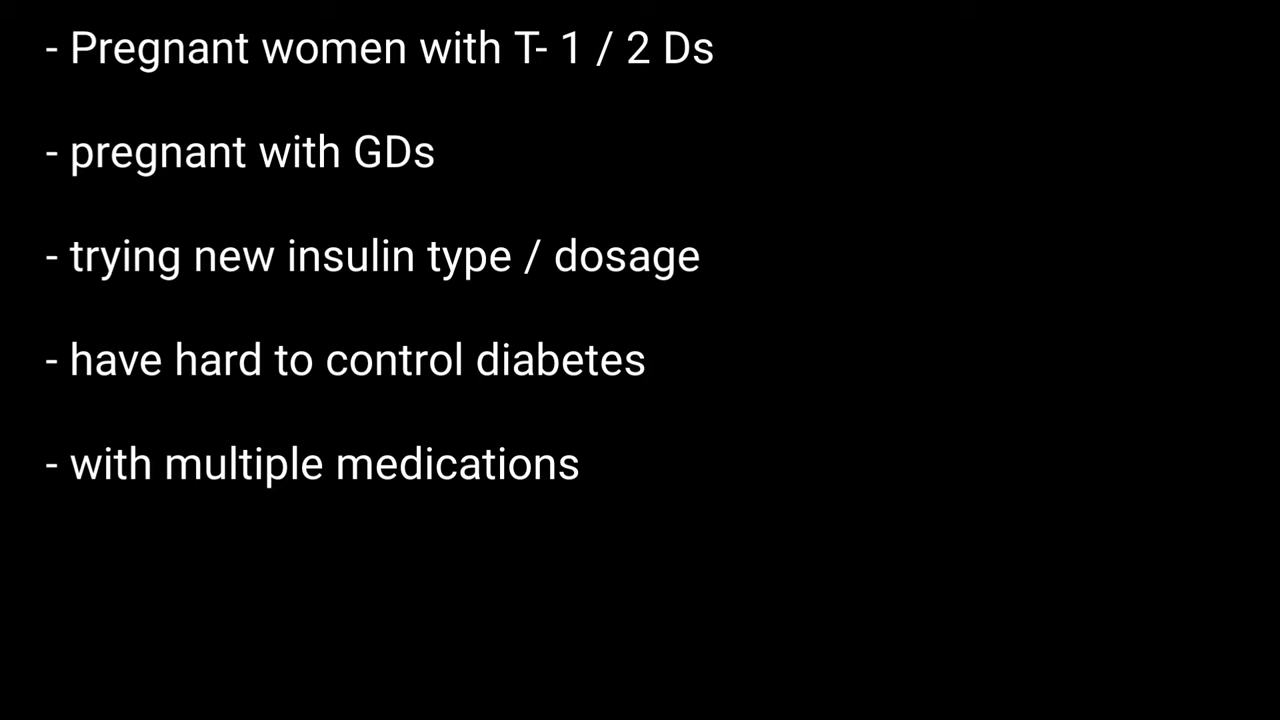 - Pregnant women with T- 1 / 2 Ds
- pregnant with GDs
- trying new insulin type / dosage
- have hard to control diabetes
- with multiple medications